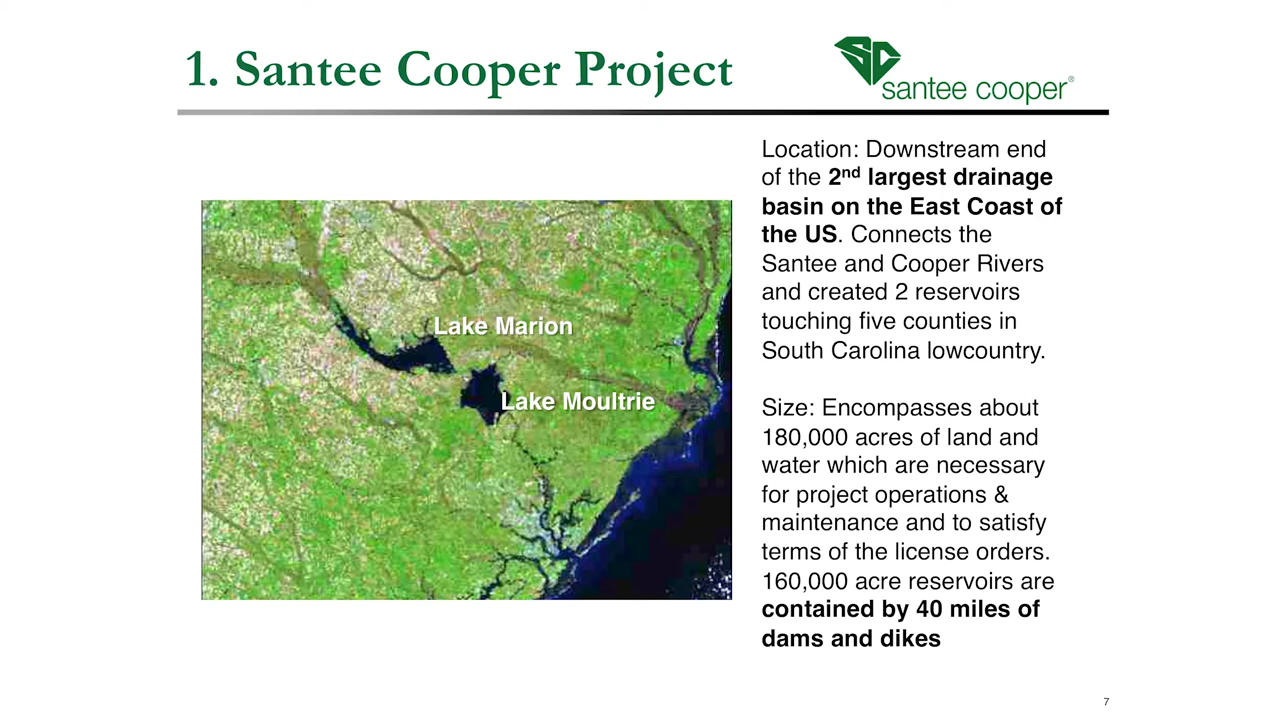 1. Santee Cooper Project
SC
santee cooper®
Location: Downstream end
of the 2nd largest drainage
basin on the East Coast of
the US. Connects the
Santee and Cooper Rivers
and created 2 reservoirs
touching five counties in
South Carolina lowcountry.
Size: Encompasses about
180,000 acres of land and
water which are necessary
for project operations &
maintenance and to satisfy
terms of the license orders.
160,000 acre reservoirs are
contained by 40 miles of
dams and dikes
Lake Marion
Lake Moultrie
7